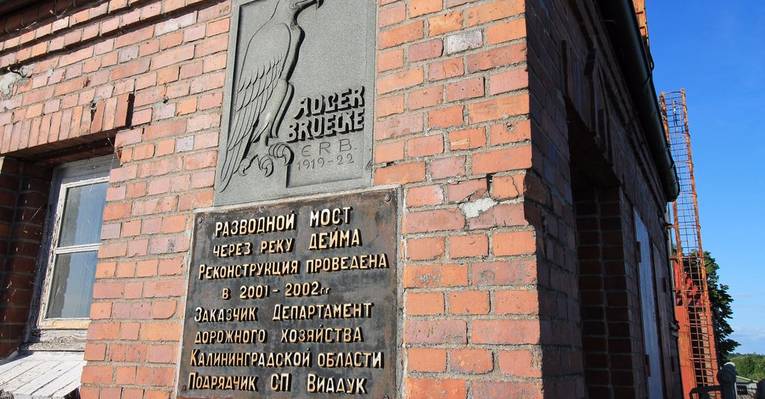 ADLER
BRUECKE
ERB.
1919-22
РАЗВОДНОЙ МОСТ
ЧЕРЕЗ РЕКУ ДЕЙМА
РЕКОНСТРУКЦИЯ ПРОВЕДЕНА
В 2001-2002гг
ЗАКАЗЧИК ДЕПАРТАМЕНТ
ДОРОЖНОГО ХОЗЯЙСТВА
КАЛИНИНГРАДСКОЙ ОБЛАСТИ
ПОДРЯДЧИК СП ВИАДУК